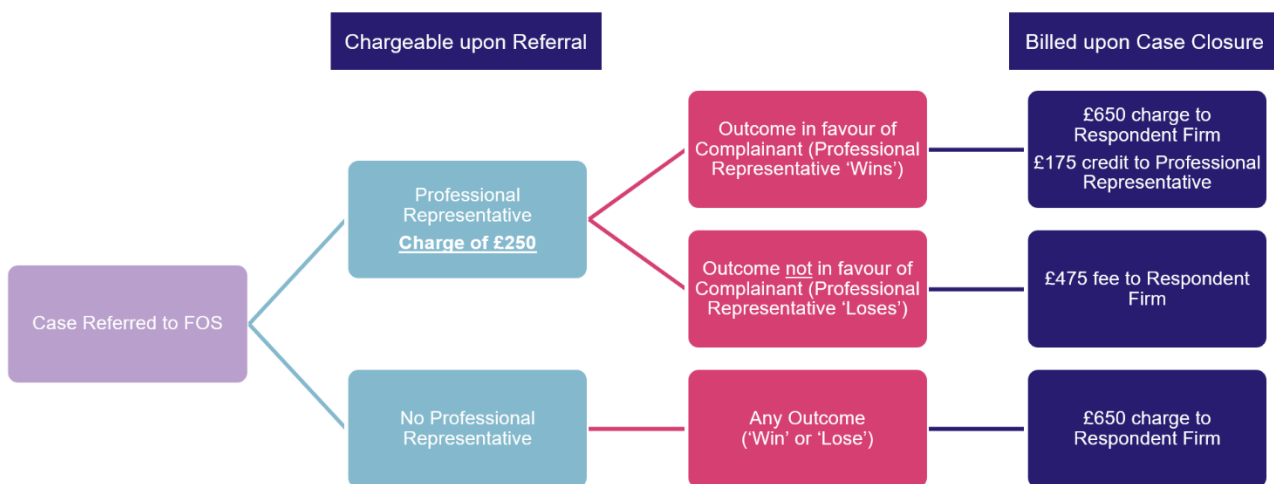 Chargeable upon Referral
Billed upon Case Closure
Case Referred to FOS
Professional
Representative
Charge of £250
Outcome in favour of
Complainant (Professional
Representative ‘Wins’)
£650 charge to
Respondent Firm
£175 credit to Professional
Representative
Outcome not in favour of
Complainant (Professional
Representative ‘Loses’)
£475 fee to Respondent
Firm
No Professional
Representative
Any Outcome
(‘Win’ or ‘Lose’)
£650 charge to
Respondent Firm